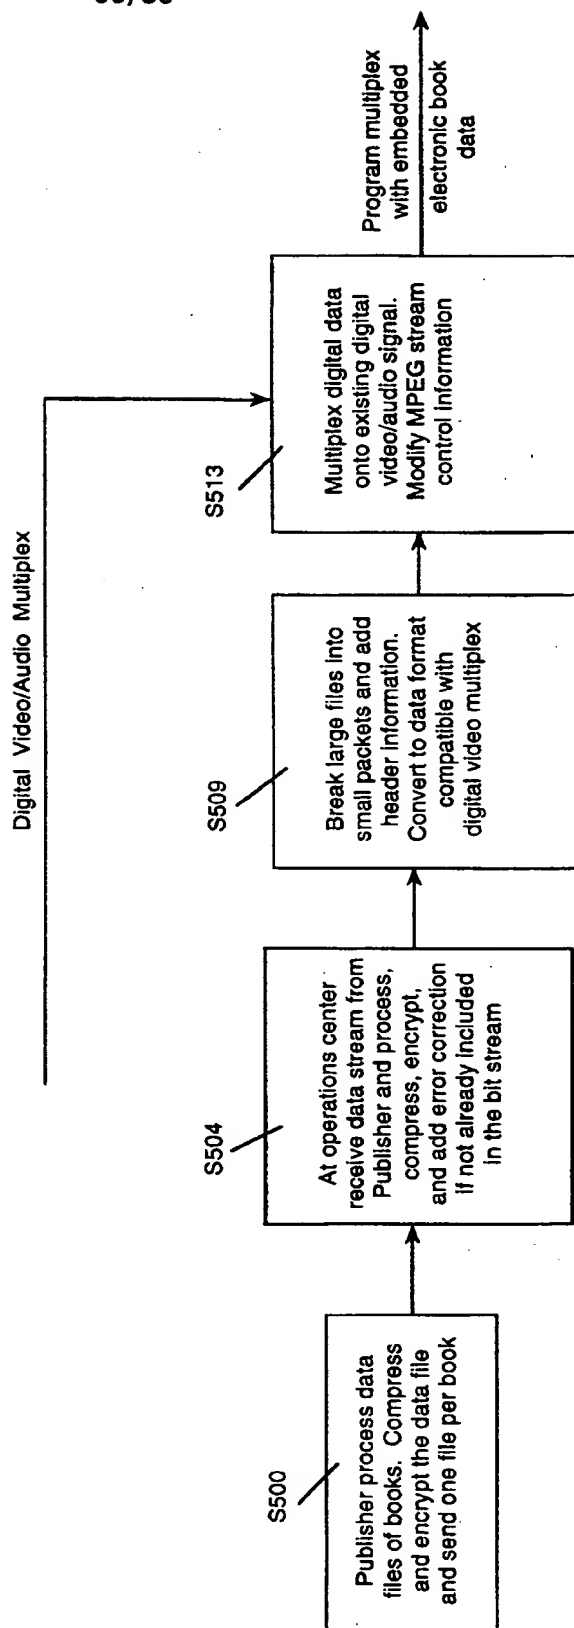 Digital Video/Audio Multiplex
S500
Publisher process data
files of books. Compress
and encrypt the data file
and send one file per book
S504
At operations center
receive data stream from
Publisher and process,
compress, encrypt,
and add error correction
if not already included
in the bit stream
S509
Break large files into
small packets and add
header information.
Convert to data format
compatible with
digital video multiplex
S513
Multiplex digital data
onto existing digital
video/audio signal.
Modify MPEG stream
control information
Program multiplex
with embedded
electronic book
data